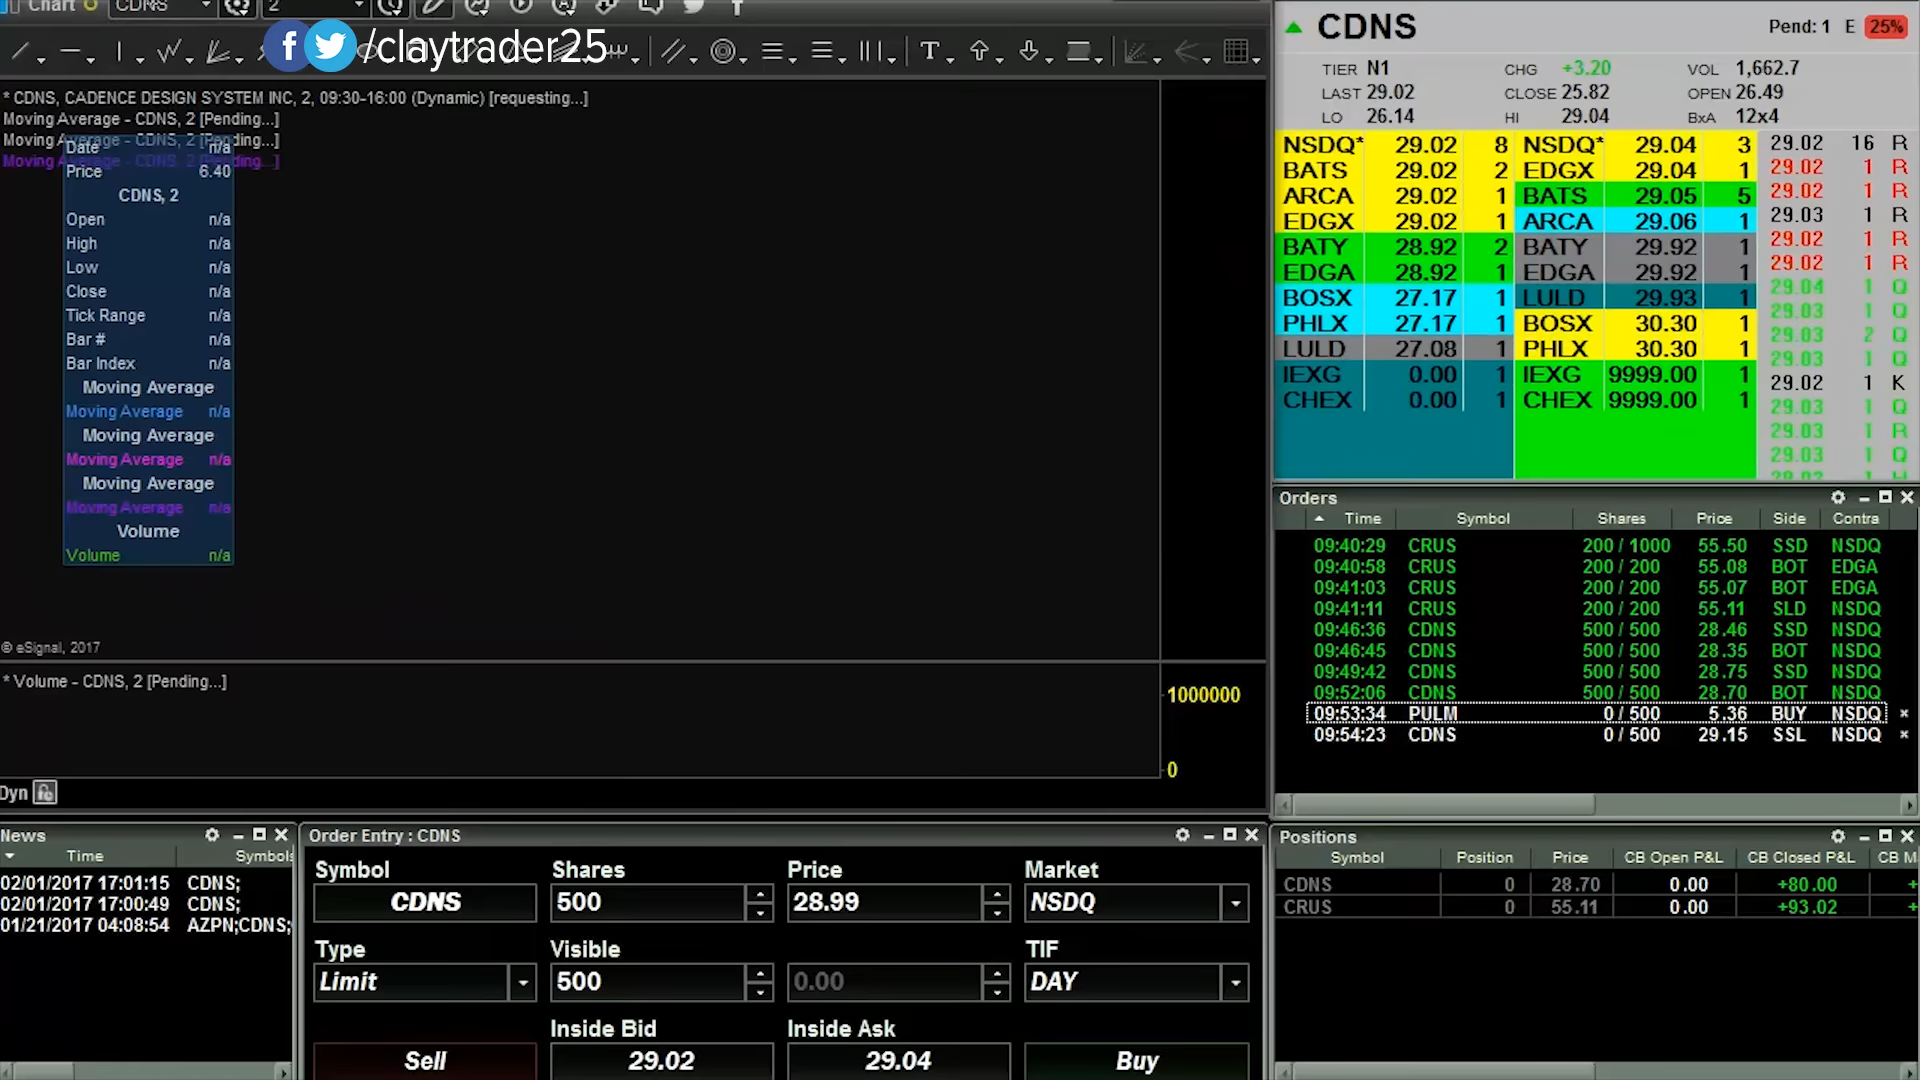 Chart CDNS 2
/claytrader25
* CDNS, CADENCE DESIGN SYSTEM INC, 2, 09:30-16:00 (Dynamic) [requesting...]
Moving Average - CDNS, 2 [Pending...]
Moving Average - CDNS, 2 [Pending...]
Moving Average - CDNS, 2 [Pending...]
Date n/a
Price 6.40
CDNS, 2
Open n/a
High n/a
Low n/a
Close n/a
Tick Range n/a
Bar # n/a
Bar Index n/a
Moving Average
Moving Average n/a
Moving Average
Moving Average n/a
Moving Average
Moving Average n/a
Volume
Volume n/a
© eSignal, 2017
* Volume - CDNS, 2 [Pending...]
1000000
0
Dyn
CDNS Pend: 1 E 25%
TIER N1 CHG +3.20 VOL 1,662.7
LAST 29.02 CLOSE 25.82 OPEN 26.49
LO 26.14 HI 29.04 BxA 12x4
NSDQ* 29.02 8 NSDQ* 29.04 3
BATS 29.02 2 EDGX 29.04 1
ARCA 29.02 1 BATS 29.05 5
EDGX 29.02 1 ARCA 29.06 1
BATY 28.92 2 BATY 29.92 1
EDGA 28.92 1 EDGA 29.92 1
BOSX 27.17 1 LULD 29.93 1
PHLX 27.17 1 BOSX 30.30 1
LULD 27.08 1 PHLX 30.30 1
IEXG 0.00 1 IEXG 9999.00 1
CHEX 0.00 1 CHEX 9999.00 1
29.02 16 R
29.02 1 R
29.02 1 R
29.03 1 R
29.02 1 R
29.02 1 R
29.04 1 Q
29.03 1 Q
29.03 2 Q
29.03 1 Q
29.02 1 K
29.03 1 Q
29.03 1 R
29.03 1 Q
Orders
Time Symbol Shares Price Side Contra
09:40:29 CRUS 200 / 1000 55.50 SSD NSDQ
09:40:58 CRUS 200 / 200 55.08 BOT EDGA
09:41:03 CRUS 200 / 200 55.07 BOT EDGA
09:41:11 CRUS 200 / 200 55.11 SLD NSDQ
09:46:36 CDNS 500 / 500 28.46 SSD NSDQ
09:46:45 CDNS 500 / 500 28.35 BOT NSDQ
09:49:42 CDNS 500 / 500 28.75 SSD NSDQ
09:52:06 CDNS 500 / 500 28.70 BOT NSDQ
09:53:34 PULM 0 / 500 5.36 BUY NSDQ
09:54:23 CDNS 0 / 500 29.15 SSL NSDQ
News
Time Symbols
02/01/2017 17:01:15 CDNS;
02/01/2017 17:00:49 CDNS;
01/21/2017 04:08:54 AZPN;CDNS;
Order Entry : CDNS
Symbol Shares Price Market
CDNS 500 28.99 NSDQ
Type Visible TIF
Limit 500 0.00 DAY
Inside Bid Inside Ask
Sell 29.02 29.04 Buy
Positions
Symbol Position Price CB Open P&L CB Closed P&L CB M
CDNS 0 28.70 0.00 +80.00 +
CRUS 0 55.11 0.00 +93.02 +